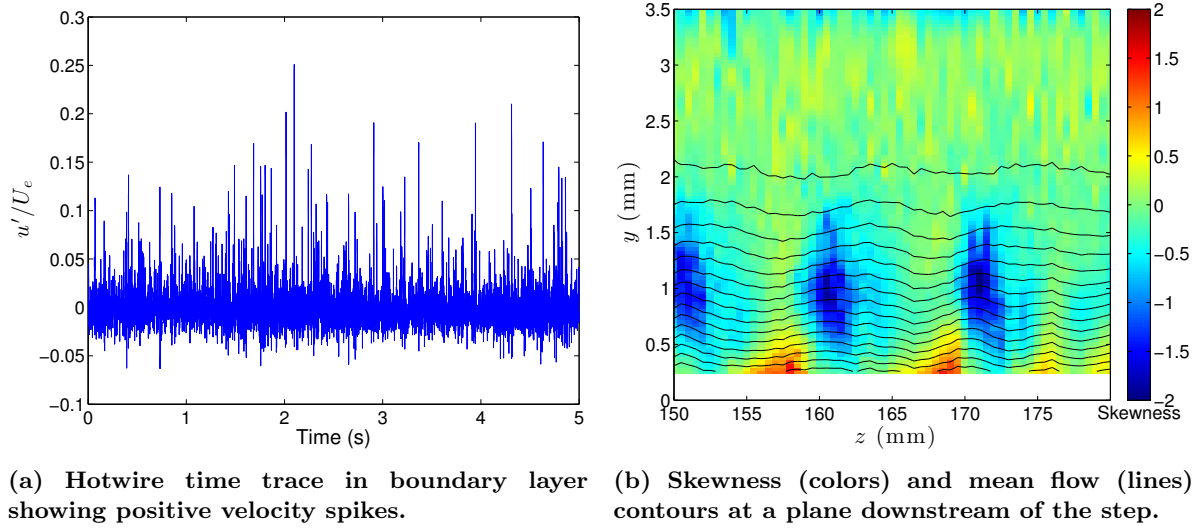 0.3
0.25
0.2
0.15
0.1
0.05
0
−0.05
−0.1
u′/Ue
0 1 2 3 4 5
Time (s)
3.5
3
2.5
2
1.5
1
0.5
0
y (mm)
150 155 160 165 170 175
z (mm)
2
1.5
1
0.5
0
−0.5
−1
−1.5
−2
Skewness
(a) Hotwire time trace in boundary layer
showing positive velocity spikes.
(b) Skewness (colors) and mean flow (lines)
contours at a plane downstream of the step.